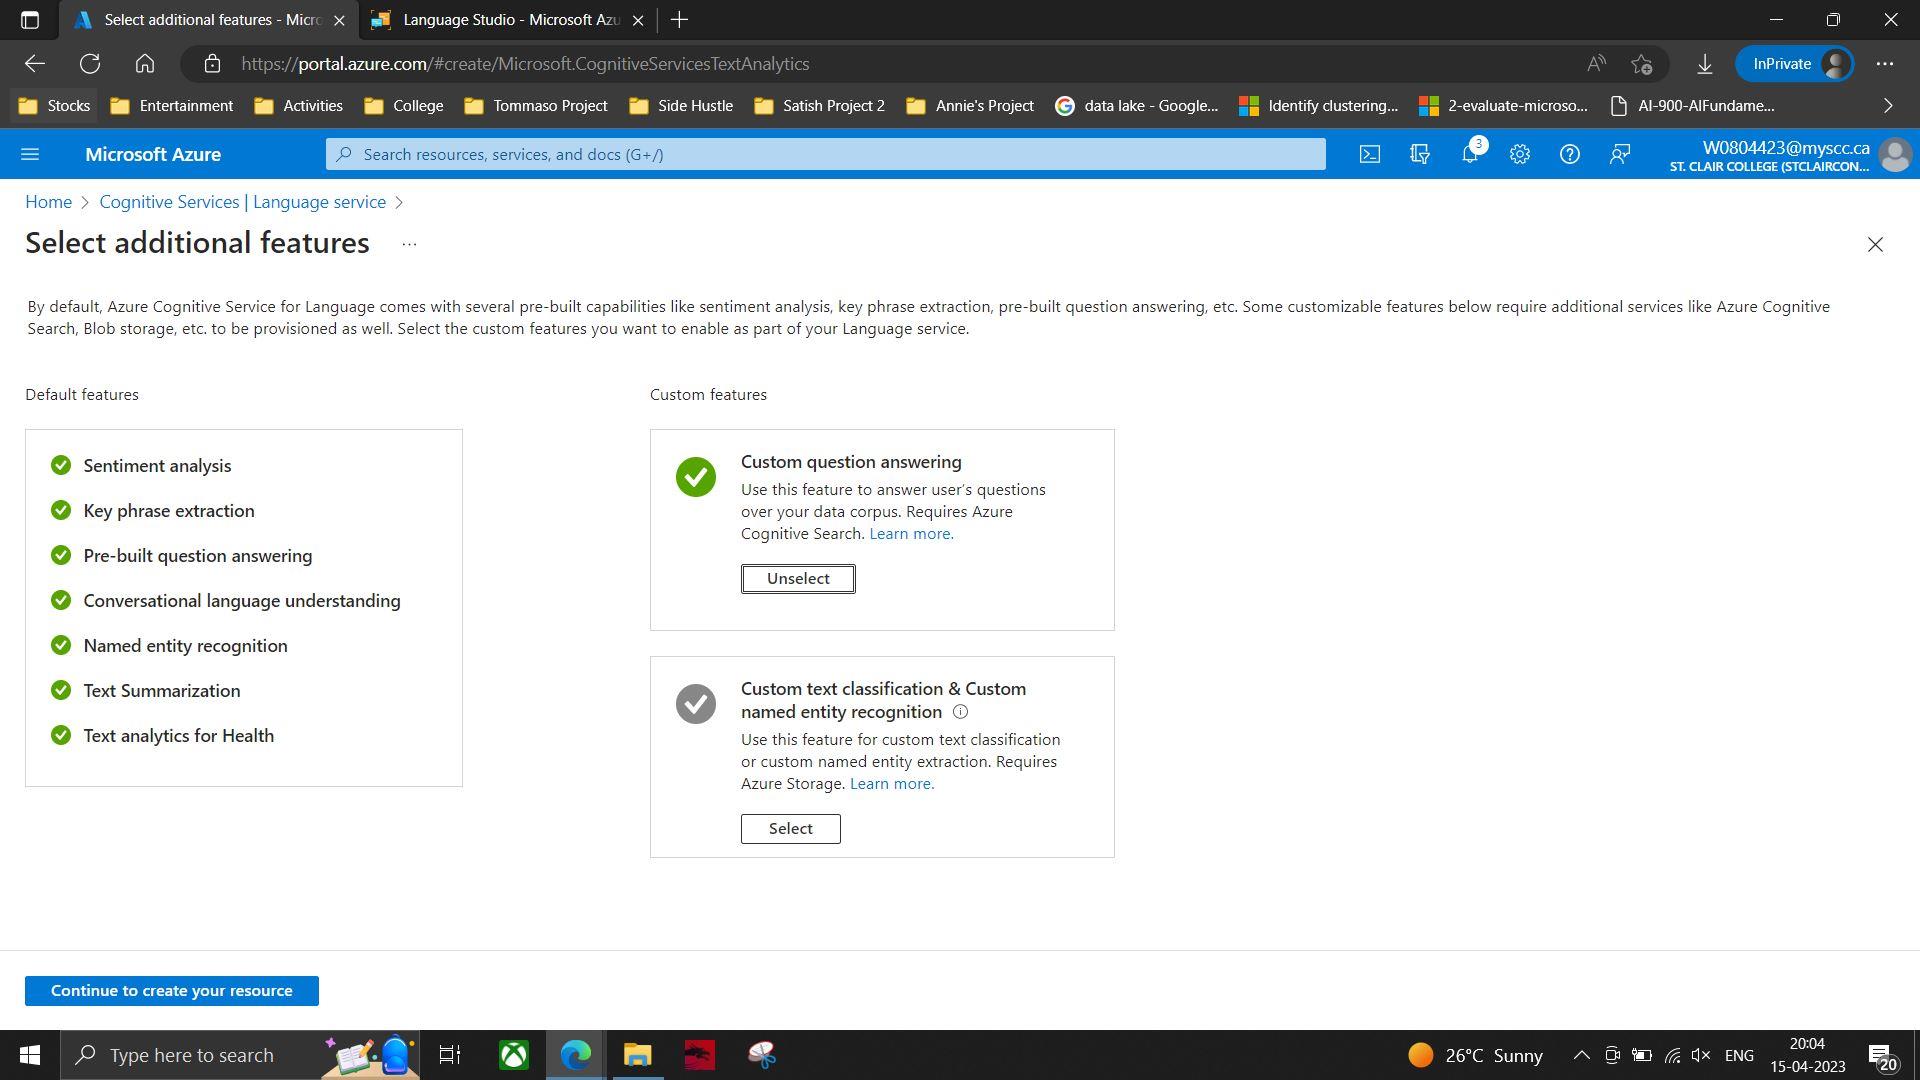 Select additional features - Micro
Language Studio - Microsoft Azu
https://portal.azure.com/#create/Microsoft.CognitiveServicesTextAnalytics
InPrivate
Stocks
Entertainment
Activities
College
Tommaso Project
Side Hustle
Satish Project 2
Annie's Project
data lake - Google...
Identify clustering...
2-evaluate-microso...
AI-900-AIFundame...
Microsoft Azure
Search resources, services, and docs (G+/)
3
W0804423@myscc.ca
ST. CLAIR COLLEGE (STCLAIRCON...
Home > Cognitive Services | Language service >
Select additional features ...
By default, Azure Cognitive Service for Language comes with several pre-built capabilities like sentiment analysis, key phrase extraction, pre-built question answering, etc. Some customizable features below require additional services like Azure Cognitive
Search, Blob storage, etc. to be provisioned as well. Select the custom features you want to enable as part of your Language service.
Default features
Sentiment analysis
Key phrase extraction
Pre-built question answering
Conversational language understanding
Named entity recognition
Text Summarization
Text analytics for Health
Custom features
Custom question answering
Use this feature to answer user's questions
over your data corpus. Requires Azure
Cognitive Search. Learn more.
Unselect
Custom text classification & Custom
named entity recognition
Use this feature for custom text classification
or custom named entity extraction. Requires
Azure Storage. Learn more.
Select
Continue to create your resource
Type here to search
26°C Sunny
ENG
20:04
15-04-2023
20